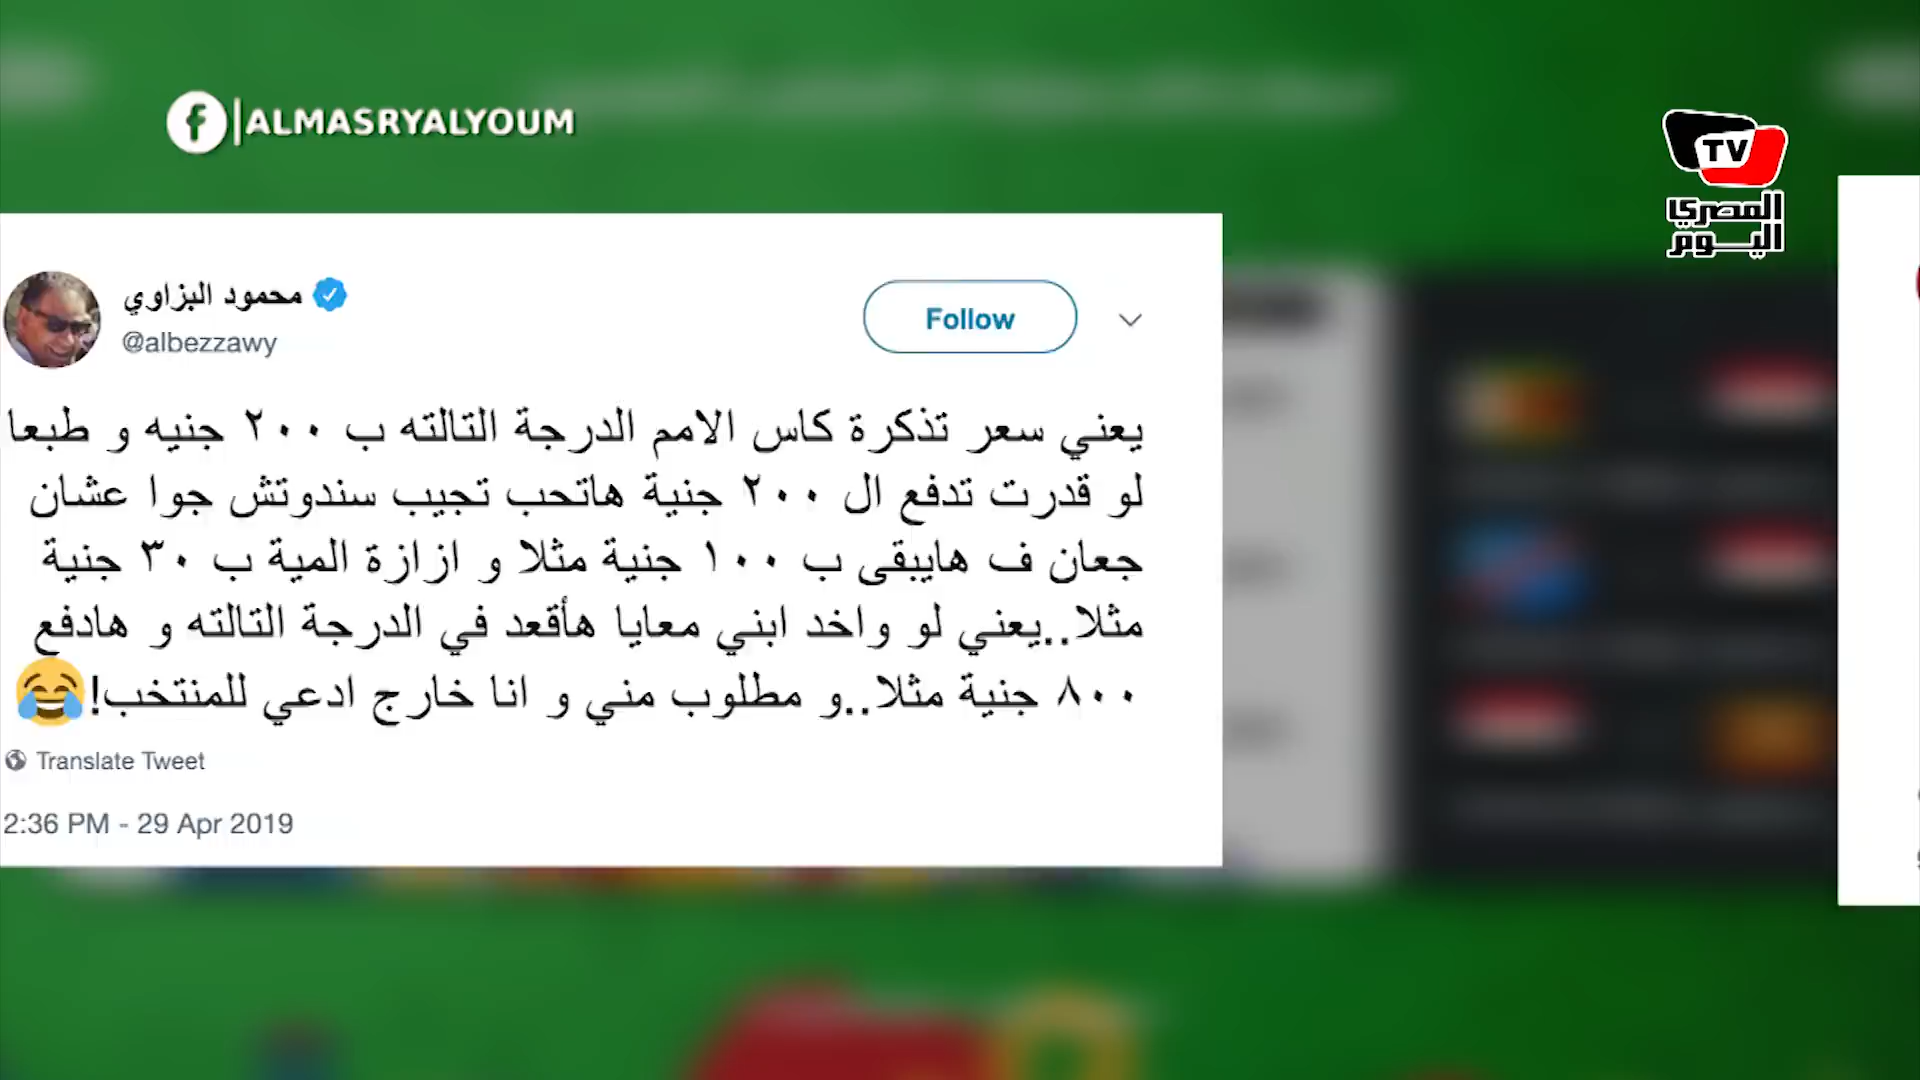 f|ALMASRYALYOUM
TV
المصري
اليوم
محمود البزاوي
@albezzawy
Follow
يعني سعر تذكرة كاس الامم الدرجة التالته ب ٢٠٠ جنيه و طبعا
لو قدرت تدفع ال ٢٠٠ جنية هاتحب تجيب سندوتش جوا عشان
جعان ف هايبقى ب ١٠٠ جنية مثلا و ازازة المية ب ٣٠ جنية
مثلا..يعني لو واخد ابني معايا هأقعد في الدرجة التالته و هادفع
٨٠٠ جنية مثلا..و مطلوب مني و انا خارج ادعي للمنتخب!😂
Translate Tweet
2:36 PM - 29 Apr 2019